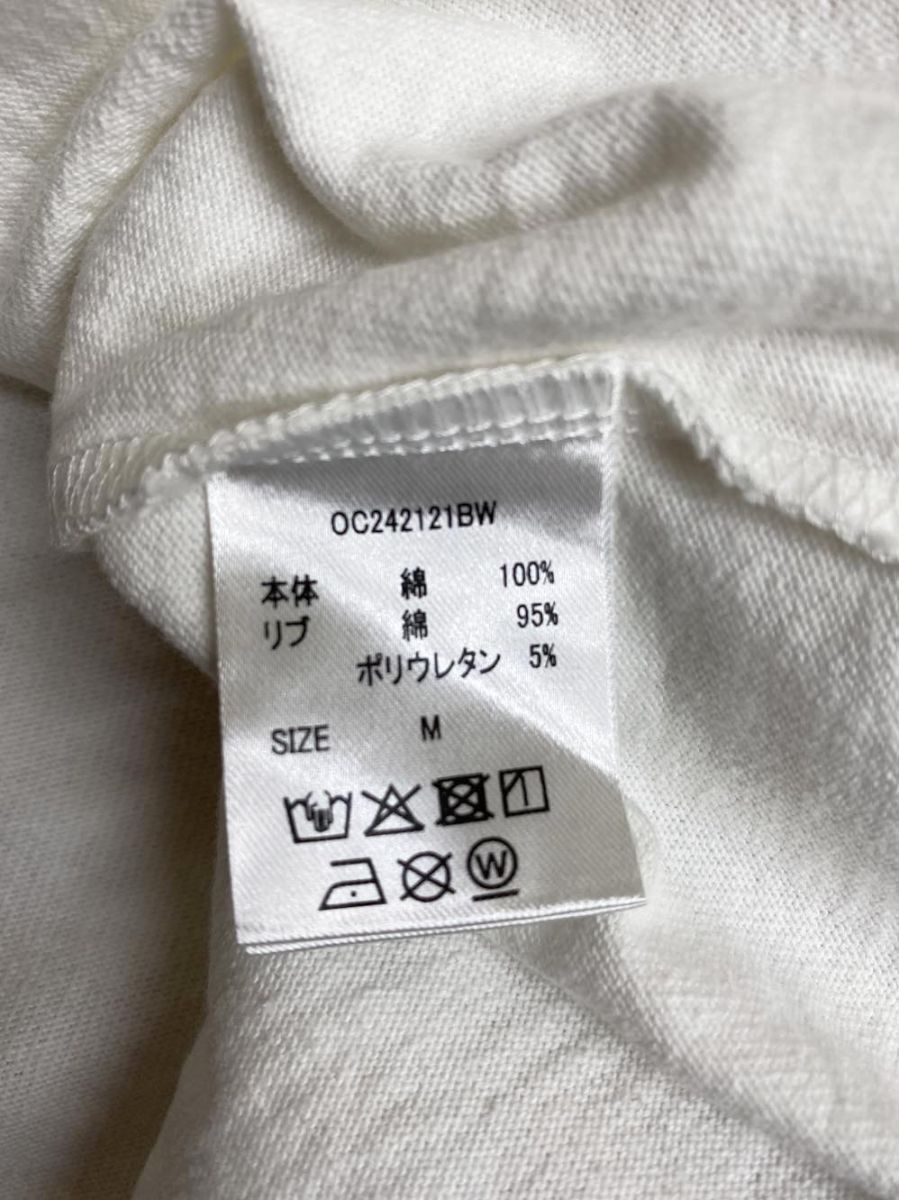 OC242121BW
本体 綿 100%
リブ 綿 95%
ポリウレタン 5%
SIZE M
W